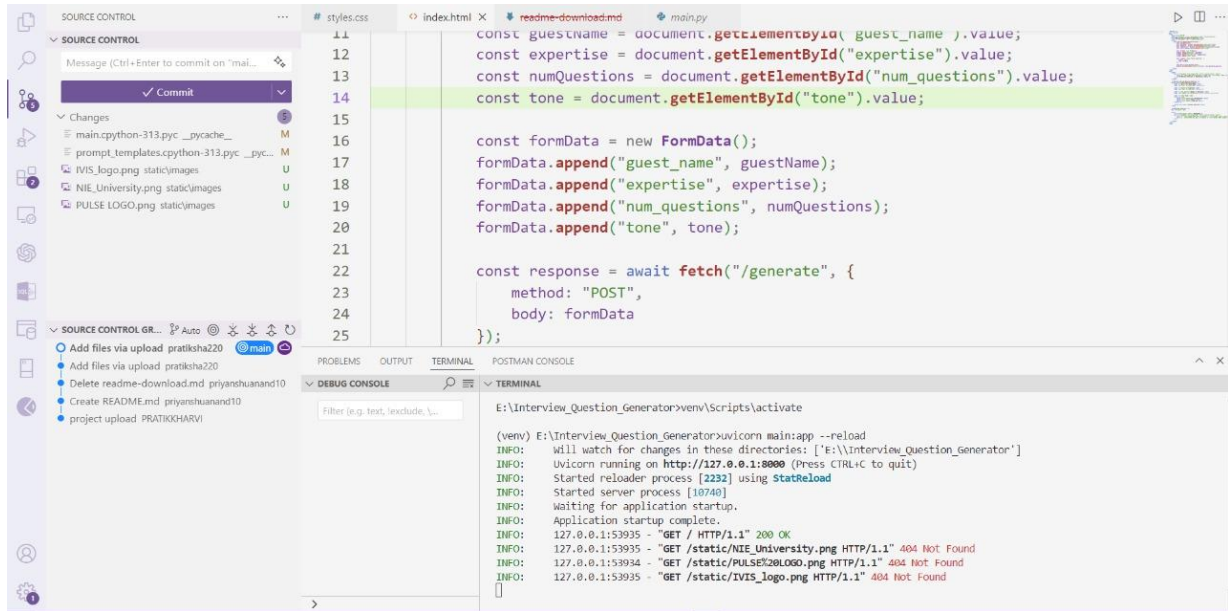 SOURCE CONTROL
SOURCE CONTROL
Message (Ctrl+Enter to commit on "mai...
Commit
Changes 5
main.cpython-313.pyc __pycache__ M
prompt_templates.cpython-313.pyc __pyc... M
IVIS_logo.png static\images U
NIE_University.png static\images U
PULSE LOGO.png static\images U
SOURCE CONTROL GR... Auto
Add files via upload pratiksha220 main
Add files via upload pratiksha220
Delete readme-download.md priyanshuanand10
Create README.md priyanshuanand10
project upload PRATIKKHARVI
5
2
1
# styles.css <> index.html readme-download.md main.py
11 const guestName = document.getElementById("guest_name").value;
12 const expertise = document.getElementById("expertise").value;
13 const numQuestions = document.getElementById("num_questions").value;
14 const tone = document.getElementById("tone").value;
15
16 const formData = new FormData();
17 formData.append("guest_name", guestName);
18 formData.append("expertise", expertise);
19 formData.append("num_questions", numQuestions);
20 formData.append("tone", tone);
21
22 const response = await fetch("/generate", {
23 method: "POST",
24 body: formData
25 });
PROBLEMS OUTPUT TERMINAL POSTMAN CONSOLE
DEBUG CONSOLE
Filter (e.g. text, !exclude, \...
TERMINAL
E:\Interview_Question_Generator>venv\Scripts\activate
(venv) E:\Interview_Question_Generator>uvicorn main:app --reload
INFO: Will watch for changes in these directories: ['E:\\Interview_Question_Generator']
INFO: Uvicorn running on http://127.0.0.1:8000 (Press CTRL+C to quit)
INFO: Started reloader process [2232] using StatReload
INFO: Started server process [10740]
INFO: Waiting for application startup.
INFO: Application startup complete.
INFO: 127.0.0.1:53935 - "GET / HTTP/1.1" 200 OK
INFO: 127.0.0.1:53935 - "GET /static/NIE_University.png HTTP/1.1" 404 Not Found
INFO: 127.0.0.1:53934 - "GET /static/PULSE%20LOGO.png HTTP/1.1" 404 Not Found
INFO: 127.0.0.1:53935 - "GET /static/IVIS_logo.png HTTP/1.1" 404 Not Found
>